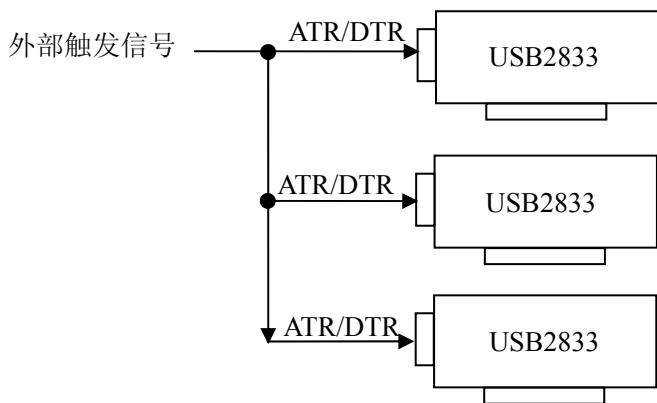 外部触发信号
ATR/DTR
USB2833
ATR/DTR
USB2833
ATR/DTR
USB2833